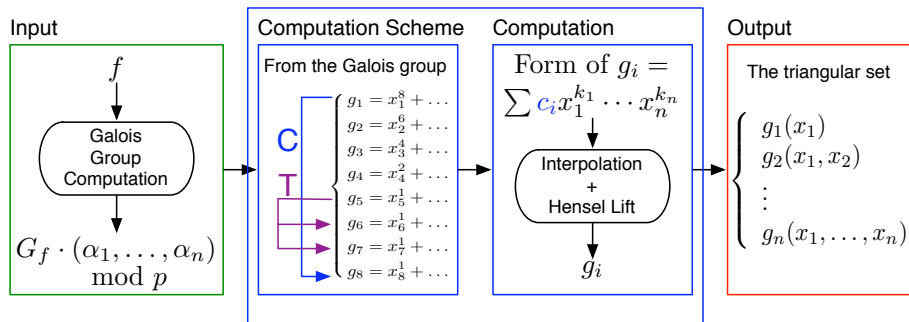 Input
f
Galois
Group
Computation
G_f · (α_1, . . . , α_n)
mod p
Computation Scheme
From the Galois group
C
T
g_1 = x_1^8 + . . .
g_2 = x_2^6 + . . .
g_3 = x_3^4 + . . .
g_4 = x_4^2 + . . .
g_5 = x_5^1 + . . .
g_6 = x_6^1 + . . .
g_7 = x_7^1 + . . .
g_8 = x_8^1 + . . .
Computation
Form of g_i =
∑ c_i x_1^{k_1} · · · x_n^{k_n}
Interpolation
+
Hensel Lift
g_i
Output
The triangular set
g_1(x_1)
g_2(x_1, x_2)
⋮
g_n(x_1, . . . , x_n)